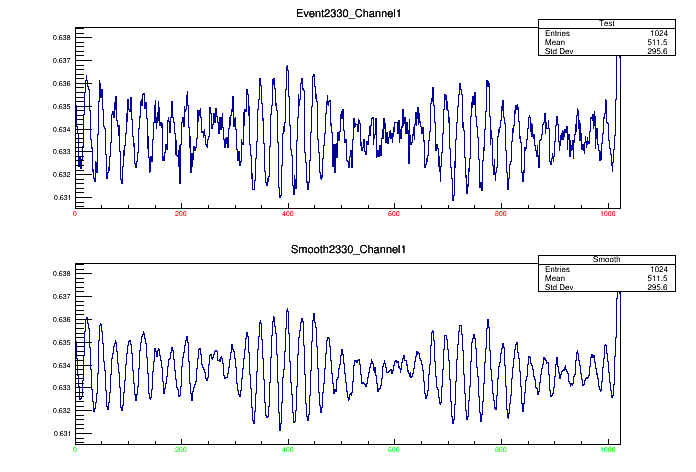 Event2330_Channel1
Test
Entries 1024
Mean 511.5
Std Dev 295.6
0.638
0.637
0.636
0.635
0.634
0.633
0.632
0.631
0 200 400 600 800 1000
Smooth2330_Channel1
Smooth
Entries 1024
Mean 511.5
Std Dev 295.6
0.638
0.637
0.636
0.635
0.634
0.633
0.632
0.631
0 200 400 600 800 1000